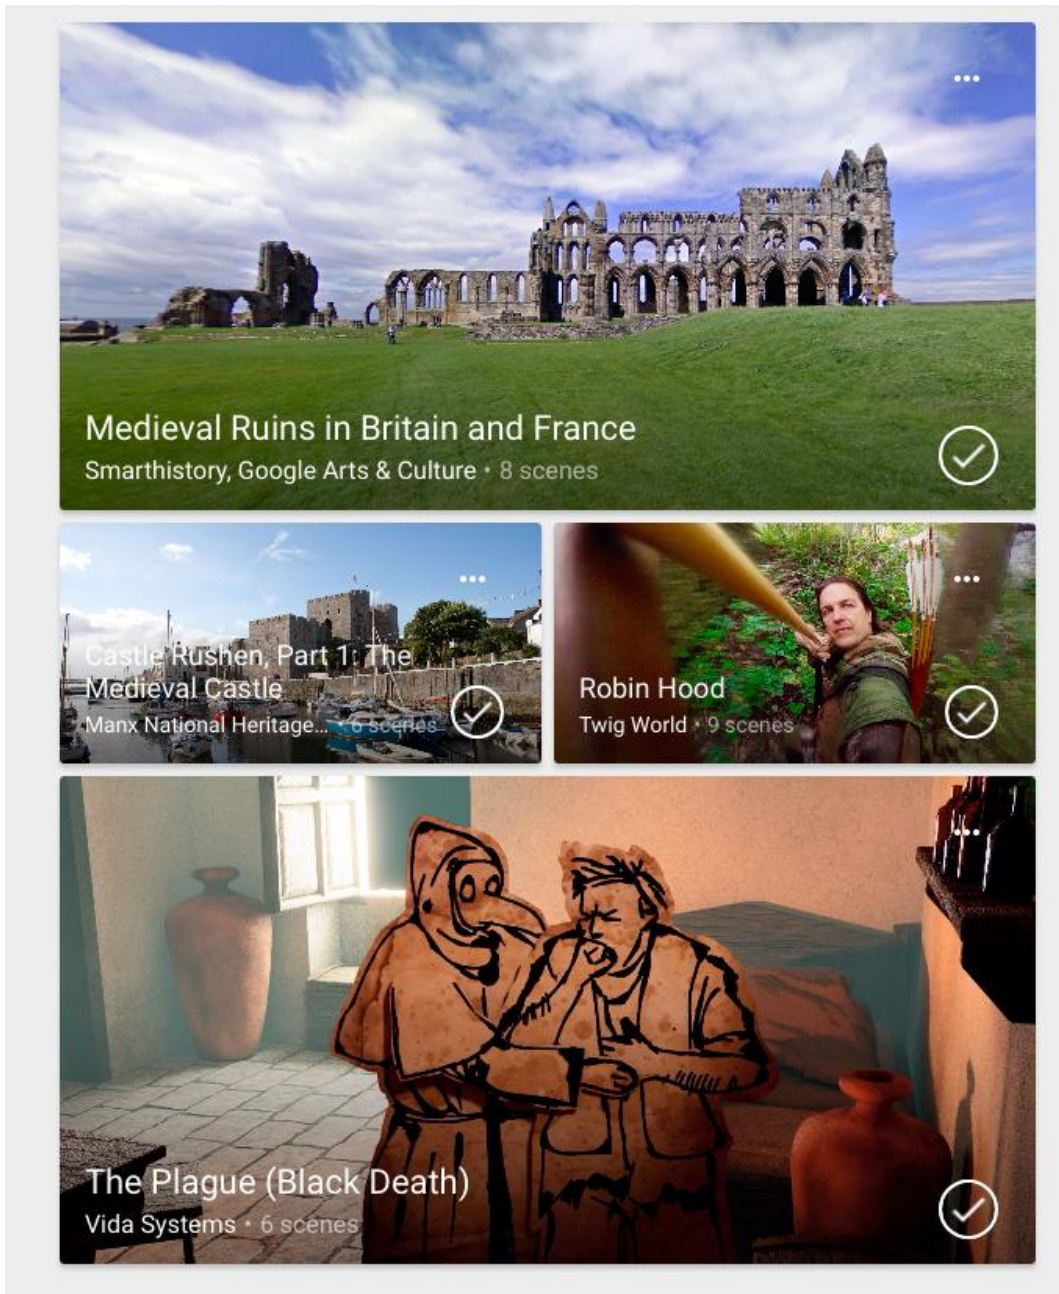 Medieval Ruins in Britain and France
Smarthistory, Google Arts & Culture • 8 scenes
Castle Rushen, Part 1: The
Medieval Castle
Manx National Heritage... • 6 scenes
Robin Hood
Twig World • 9 scenes
The Plague (Black Death)
Vida Systems • 6 scenes